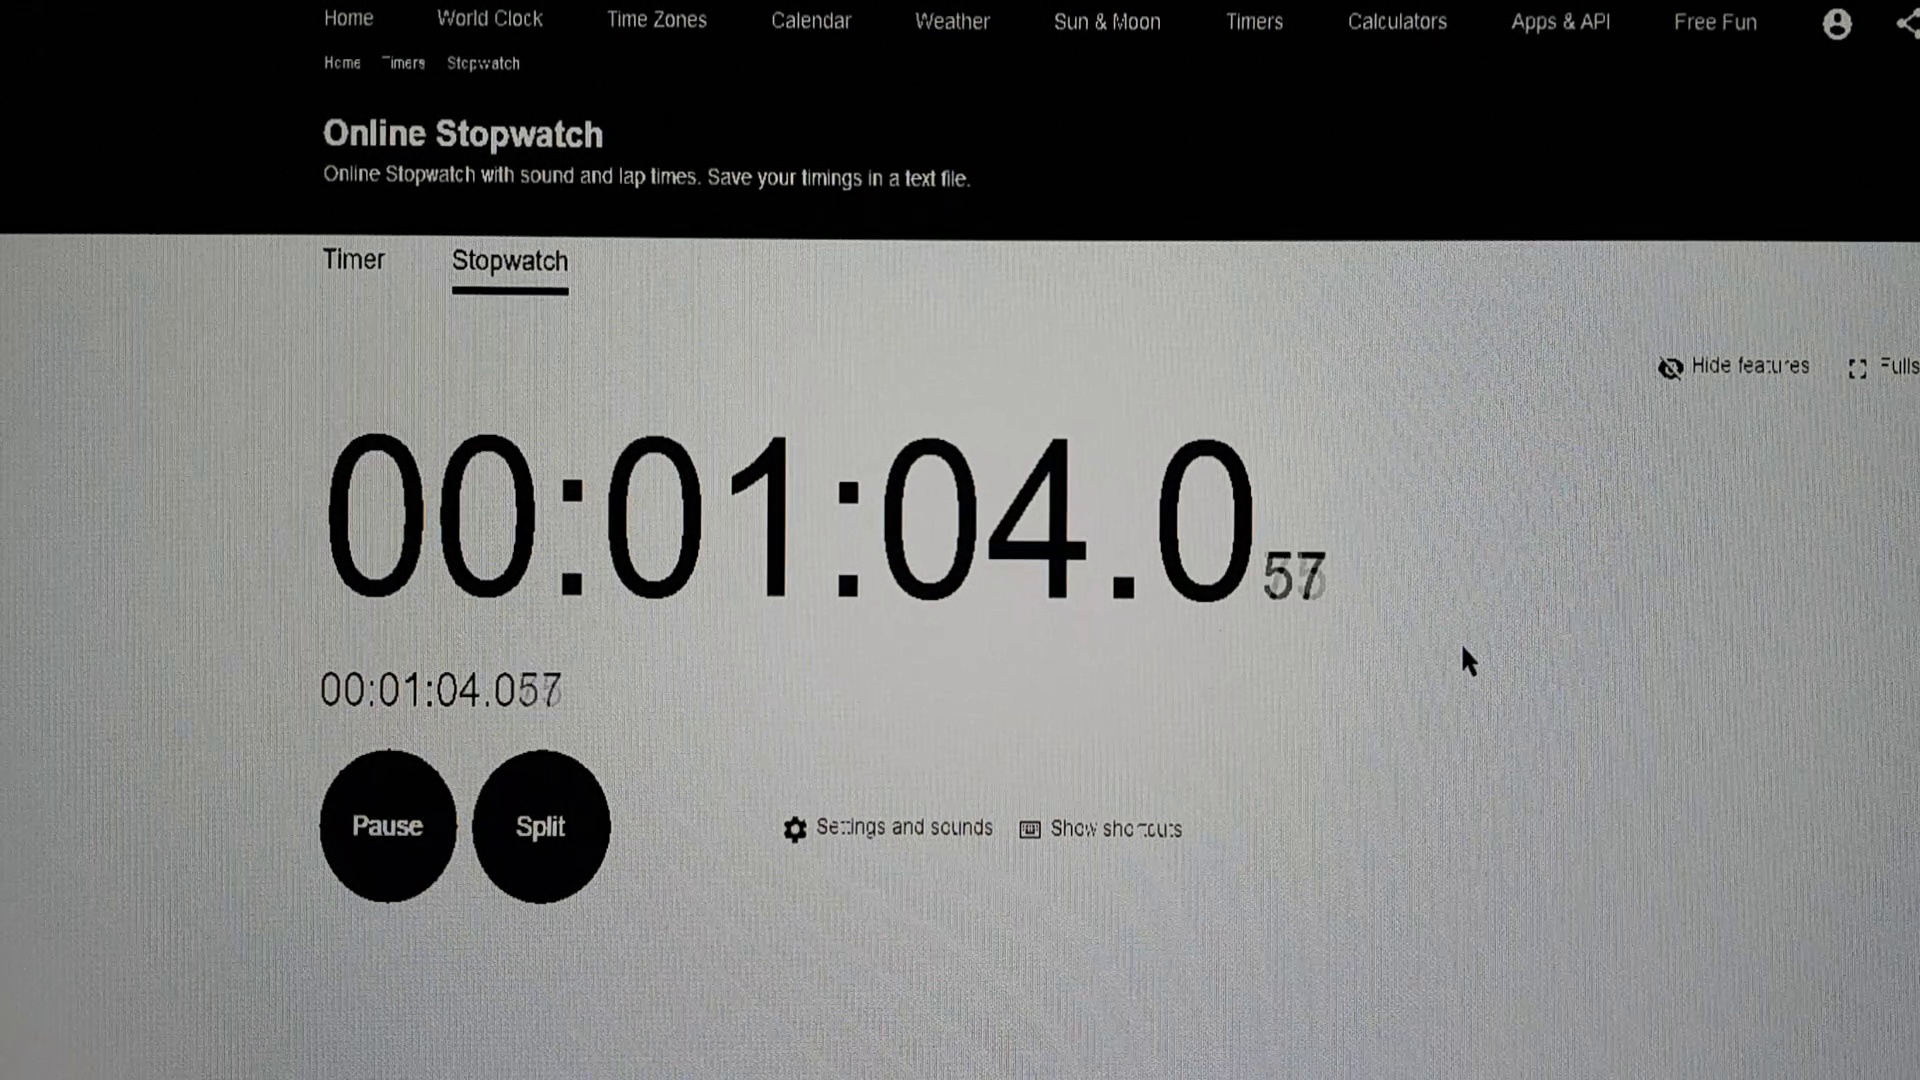 Home World Clock Time Zones Calendar Weather Sun & Moon Timers Calculators Apps & API Free Fun
Home Timers Stopwatch
Online Stopwatch
Online Stopwatch with sound and lap times. Save your timings in a text file.
Timer Stopwatch
Hide features Fulls
00:01:04.057
00:01:04.057
Pause Split Settings and sounds Show shortcuts